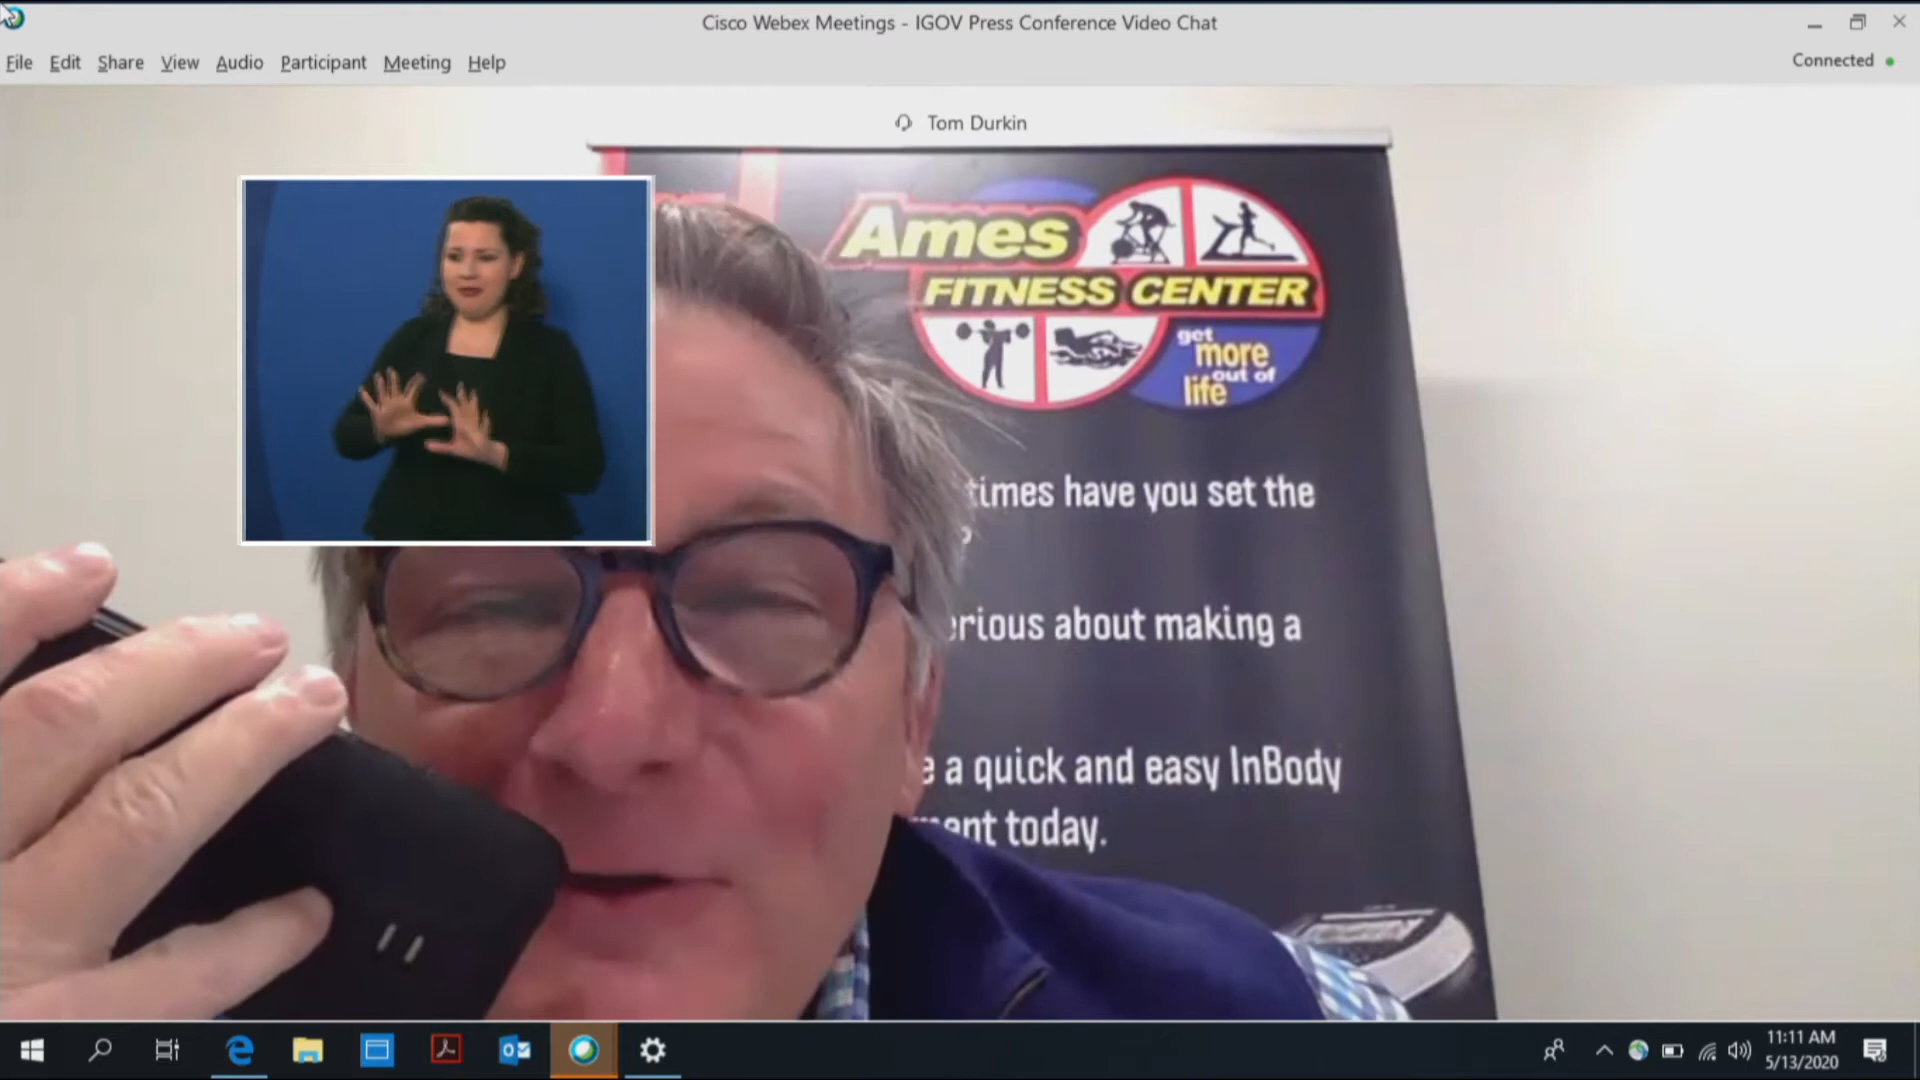 Cisco Webex Meetings - IGOV Press Conference Video Chat
File Edit Share View Audio Participant Meeting Help
Connected
Tom Durkin
Ames
FITNESS CENTER
get
more
out of
life
times have you set the
?
erious about making a
e a quick and easy InBody
ment today.
11:11 AM
5/13/2020